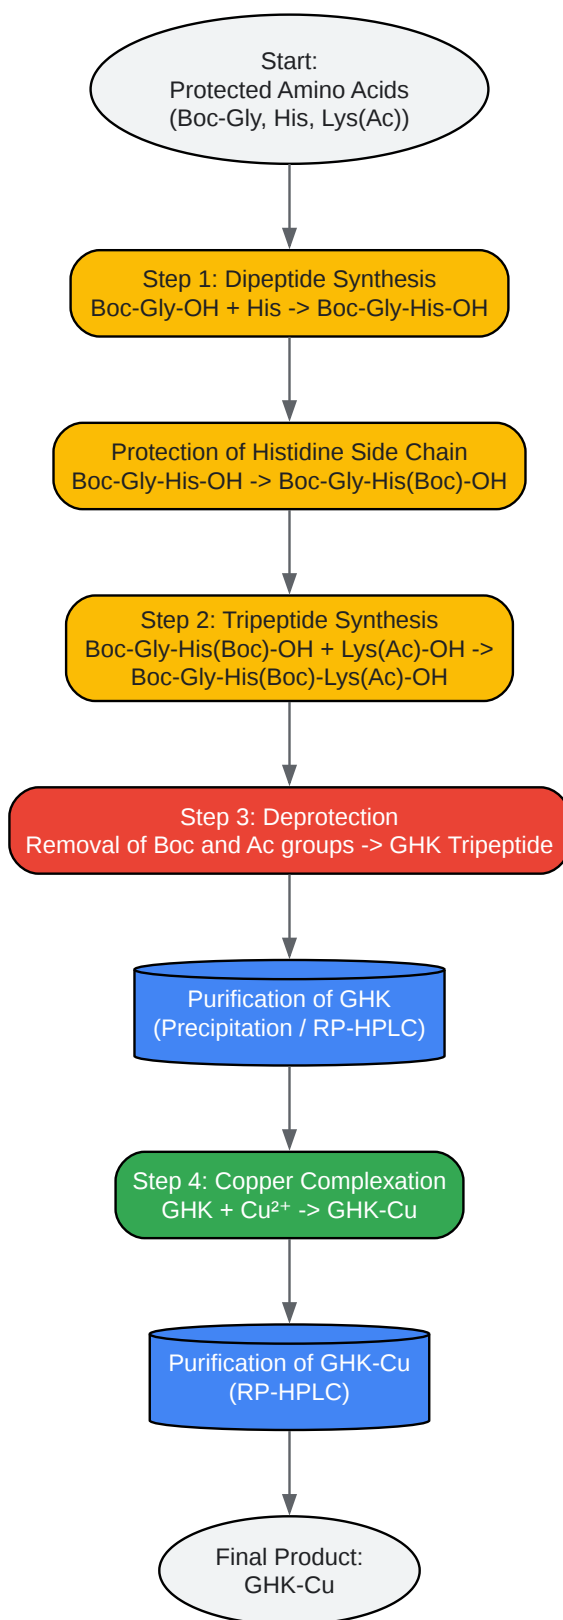 Start:
Protected Amino Acids
(Boc-Gly, His, Lys(Ac))
Step 1: Dipeptide Synthesis
Boc-Gly-OH + His -> Boc-Gly-His-OH
Protection of Histidine Side Chain
Boc-Gly-His-OH -> Boc-Gly-His(Boc)-OH
Step 2: Tripeptide Synthesis
Boc-Gly-His(Boc)-OH + Lys(Ac)-OH ->
Boc-Gly-His(Boc)-Lys(Ac)-OH
Step 3: Deprotection
Removal of Boc and Ac groups -> GHK Tripeptide
Purification of GHK
(Precipitation / RP-HPLC)
Step 4: Copper Complexation
GHK + Cu²⁺ -> GHK-Cu
Purification of GHK-Cu
(RP-HPLC)
Final Product:
GHK-Cu